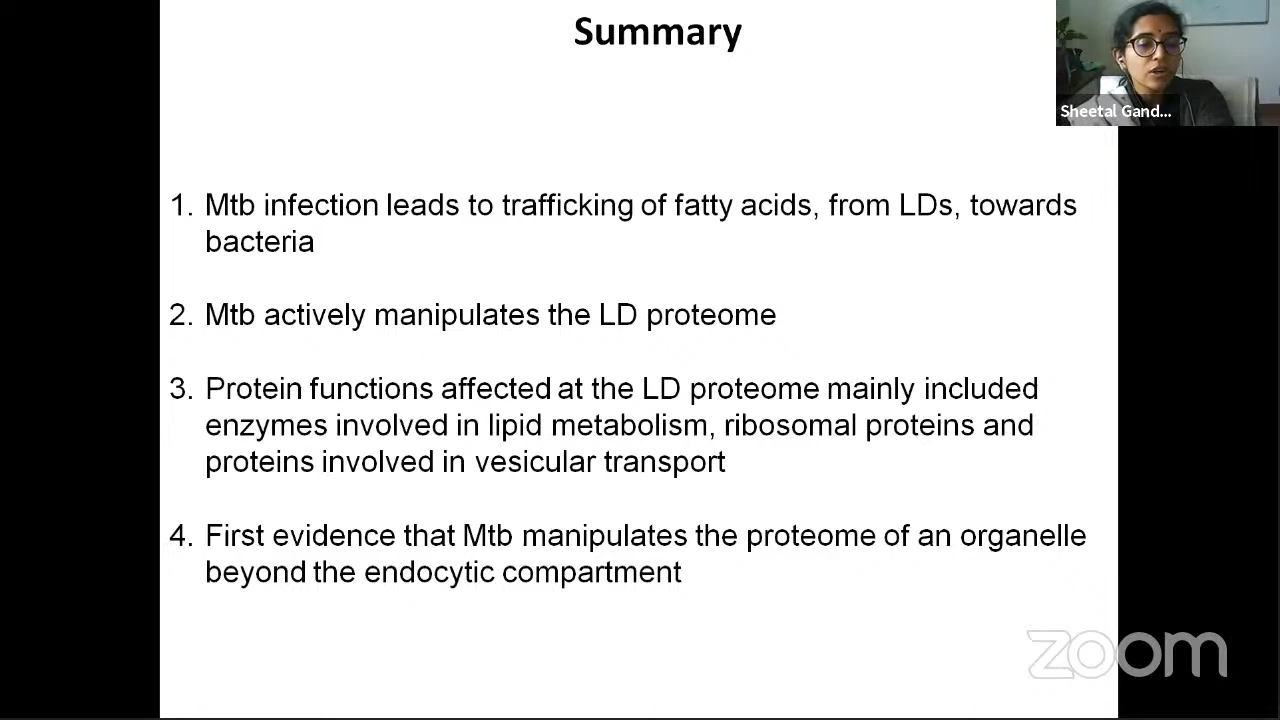 Summary
Sheetal Gand...
1. Mtb infection leads to trafficking of fatty acids, from LDs, towards
bacteria
2. Mtb actively manipulates the LD proteome
3. Protein functions affected at the LD proteome mainly included
enzymes involved in lipid metabolism, ribosomal proteins and
proteins involved in vesicular transport
4. First evidence that Mtb manipulates the proteome of an organelle
beyond the endocytic compartment
zoom